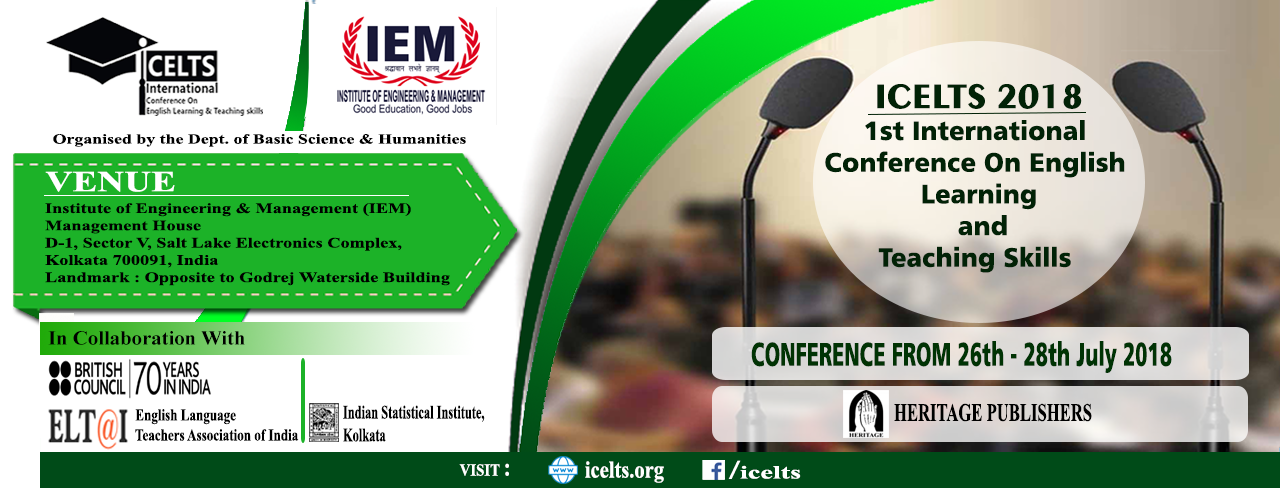 iCELTS
International
Conference On
English Learning & Teaching skills
IEM
श्रद्धावान लभते ज्ञानम्
INSTITUTE OF ENGINEERING & MANAGEMENT
Good Education, Good Jobs
Organised by the Dept. of Basic Science & Humanities
VENUE
Institute of Engineering & Management (IEM)
Management House
D-1, Sector V, Salt Lake Electronics Complex,
Kolkata 700091, India
Landmark : Opposite to Godrej Waterside Building
In Collaboration With
BRITISH COUNCIL
70 YEARS IN INDIA
ELT@I
English Language
Teachers Association of India
Indian Statistical Institute,
Kolkata
ICELTS 2018
1st International
Conference On English
Learning
and
Teaching Skills
CONFERENCE FROM 26th - 28th July 2018
HERITAGE
HERITAGE PUBLISHERS
VISIT : icelts.org /icelts